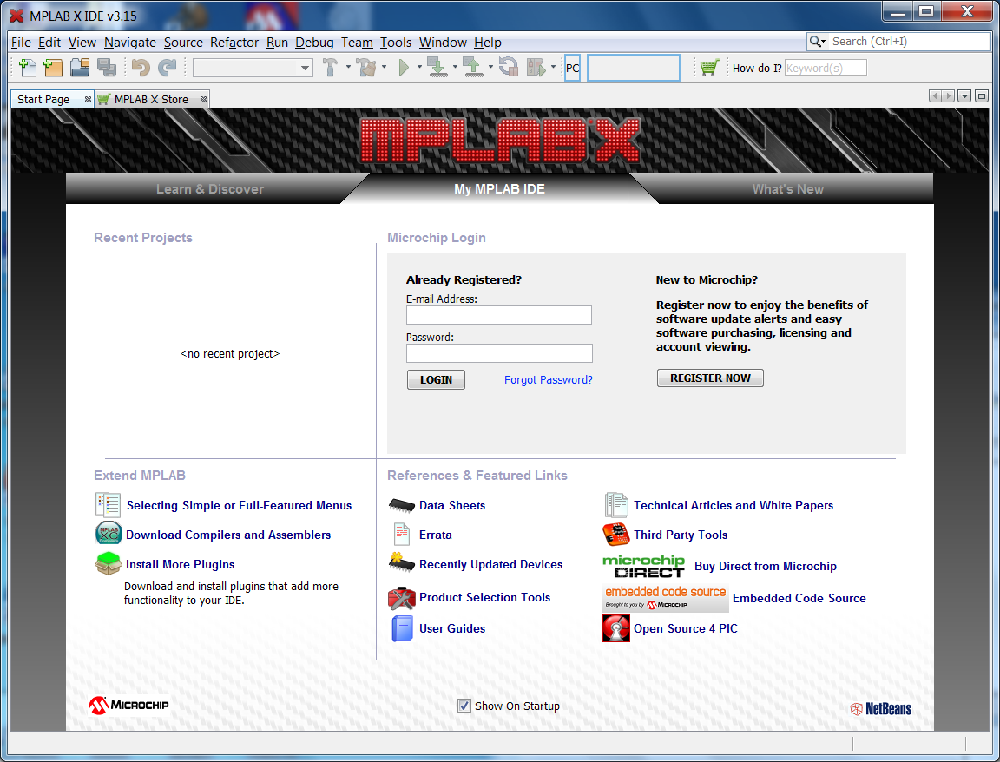 MPLAB X IDE v3.15
File Edit View Navigate Source Refactor Run Debug Team Tools Window Help
Search (Ctrl+I)
PC
How do I?
Keyword(s)
Start Page
MPLAB X Store
MPLAB X
Learn & Discover
My MPLAB IDE
What's New
Recent Projects
<no recent project>
Microchip Login
Already Registered?
E-mail Address:
Password:
LOGIN
Forgot Password?
New to Microchip?
Register now to enjoy the benefits of
software update alerts and easy
software purchasing, licensing and
account viewing.
REGISTER NOW
Extend MPLAB
Selecting Simple or Full-Featured Menus
MPLAB
XC
Compilers
Download Compilers and Assemblers
Install More Plugins
Download and install plugins that add more
functionality to your IDE.
References & Featured Links
Data Sheets
Errata
Recently Updated Devices
Product Selection Tools
User Guides
Technical Articles and White Papers
Third Party Tools
microchip
DIRECT
Buy Direct from Microchip
embedded code source
Brought to you by MICROCHIP
Embedded Code Source
Open Source 4 PIC
MICROCHIP
Show On Startup
NetBeans